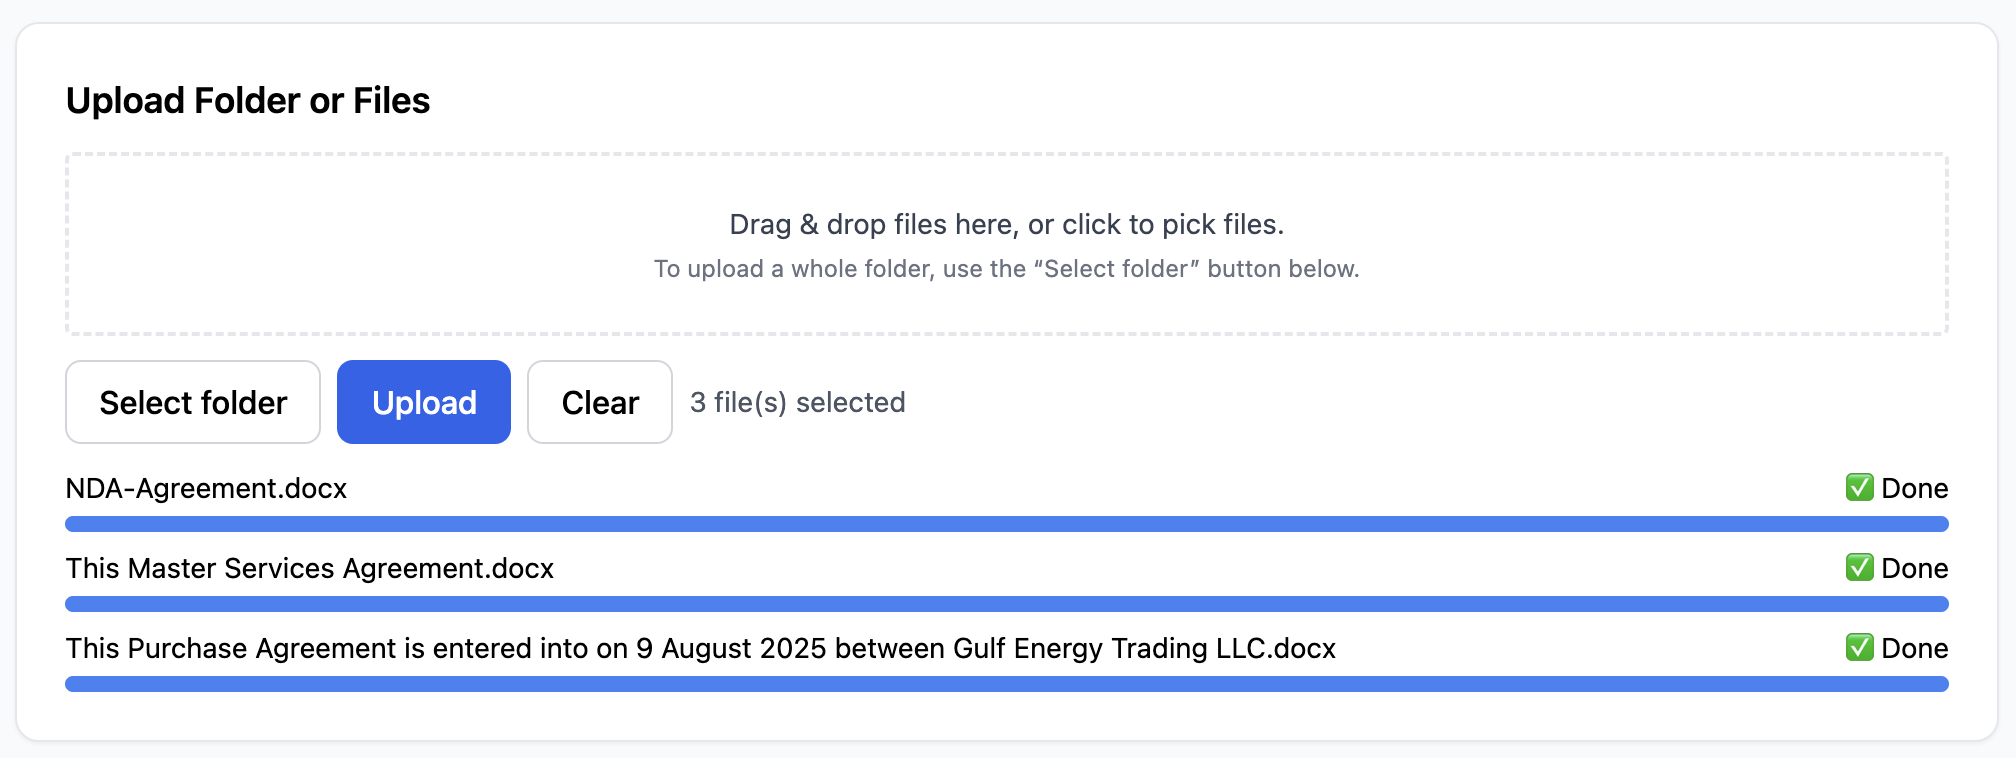 Upload Folder or Files
Drag & drop files here, or click to pick files.
To upload a whole folder, use the “Select folder” button below.
Select folder Upload Clear 3 file(s) selected
NDA-Agreement.docx ✅ Done
This Master Services Agreement.docx ✅ Done
This Purchase Agreement is entered into on 9 August 2025 between Gulf Energy Trading LLC.docx ✅ Done